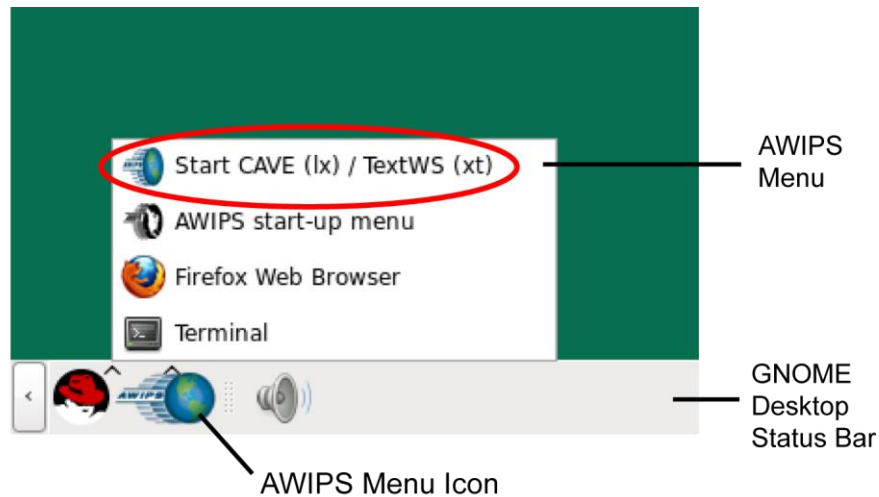 Start CAVE (lx) / TextWS (xt)
AWIPS
Menu
AWIPS start-up menu
Firefox Web Browser
Terminal
AWIPS
GNOME
Desktop
Status Bar
AWIPS Menu Icon